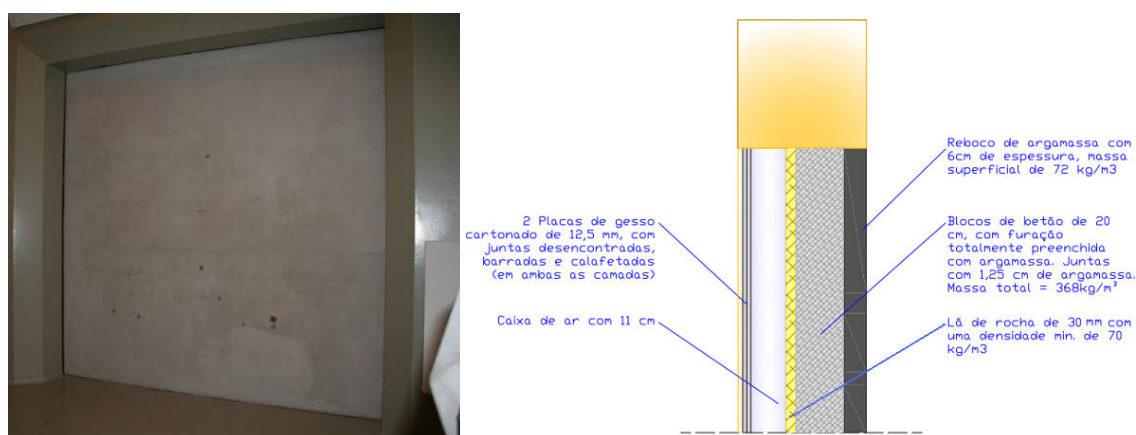 2 Placas de gesso
cartonado de 12,5 mm, com
juntas desencontradas,
barradas e calafetadas
(em ambas as camadas)
Caixa de ar com 11 cm
Reboco de argamassa com
6cm de espessura, massa
superficial de 72 kg/m3
Blocos de betão de 20
cm, com furação
totalmente preenchida
com argamassa. Juntas
com 1,25 cm de argamassa.
Massa total = 368kg/m²
Lã de rocha de 30 mm com
uma densidade min. de 70
kg/m3